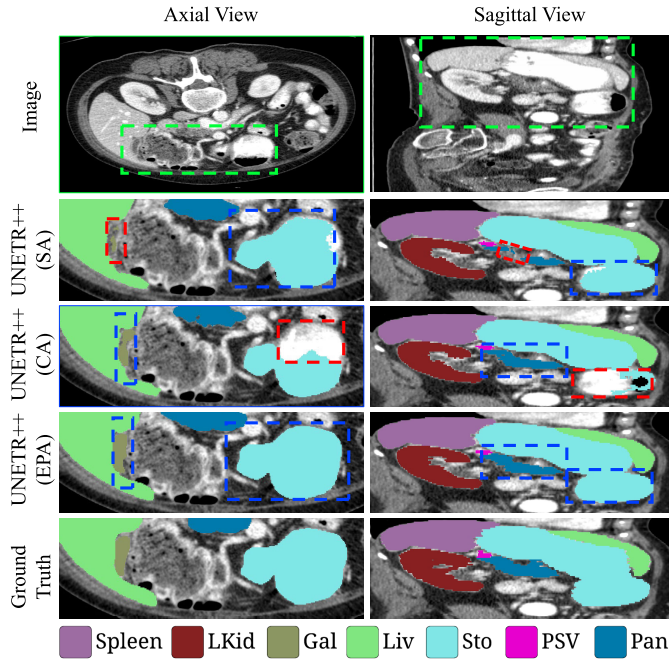 Axial View
Sagittal View
Image
UNETR++
(SA)
UNETR++
(CA)
UNETR++
(EPA)
Ground
Truth
Spleen LKid Gal Liv Sto PSV Pan